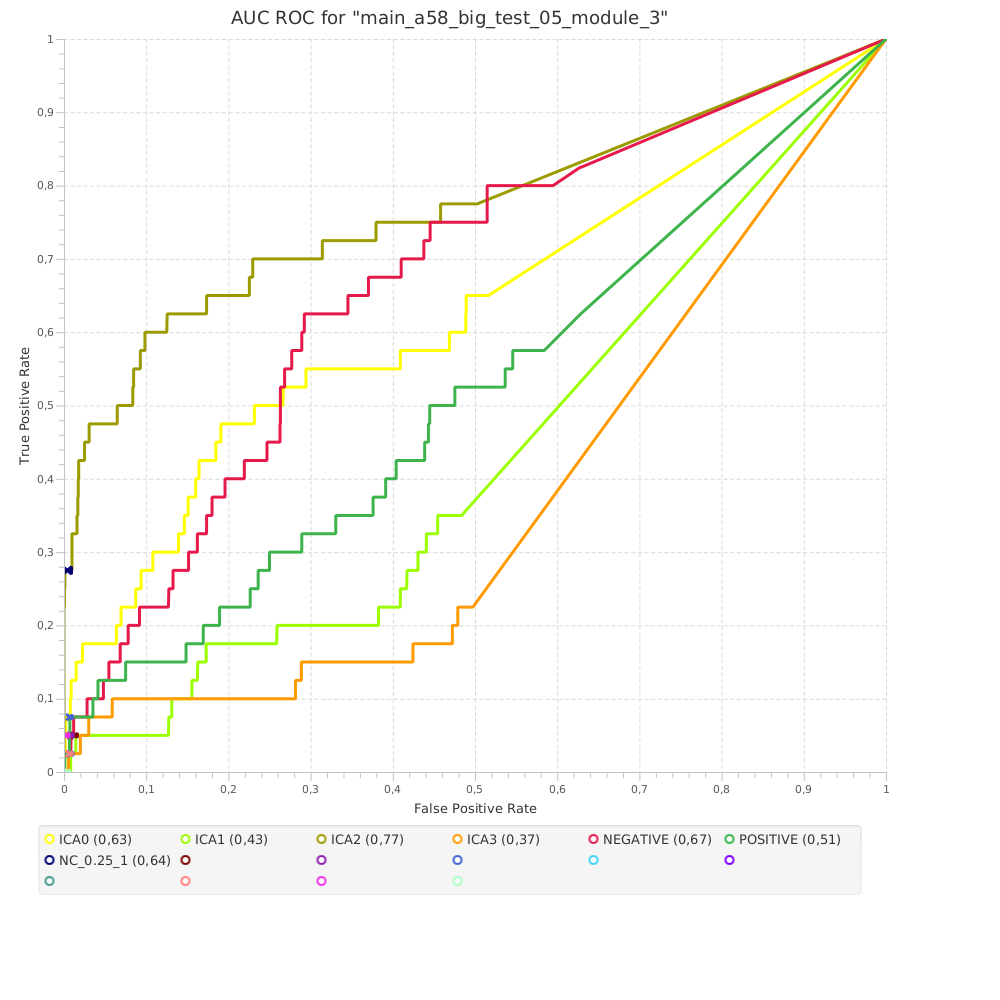 AUC ROC for "main_a58_big_test_05_module_3"
1
0,9
0,8
0,7
0,6
0,5
0,4
0,3
0,2
0,1
0
True Positive Rate
0 0,1 0,2 0,3 0,4 0,5 0,6 0,7 0,8 0,9 1
False Positive Rate
ICA0 (0,63) ICA1 (0,43) ICA2 (0,77) ICA3 (0,37) NEGATIVE (0,67) POSITIVE (0,51)
NC_0.25_1 (0,64)